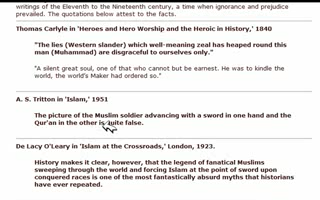 writings of the Eleventh to the Nineteenth century, a time when ignorance and prejudice
prevailed. The quotations below attest to the facts.
Thomas Carlyle in 'Heroes and Hero Worship and the Heroic in History,' 1840
"The lies (Western slander) which well-meaning zeal has heaped round this
man (Muhammad) are disgraceful to ourselves only."
"A silent great soul, one of that who cannot but be earnest. He was to kindle the
world, the world's Maker had ordered so."
A. S. Tritton in 'Islam,' 1951
The picture of the Muslim soldier advancing with a sword in one hand and the
Qur'an in the other is quite false.
De Lacy O'Leary in 'Islam at the Crossroads,' London, 1923.
History makes it clear, however, that the legend of fanatical Muslims
sweeping through the world and forcing Islam at the point of sword upon
conquered races is one of the most fantastically absurd myths that historians
have ever repeated.